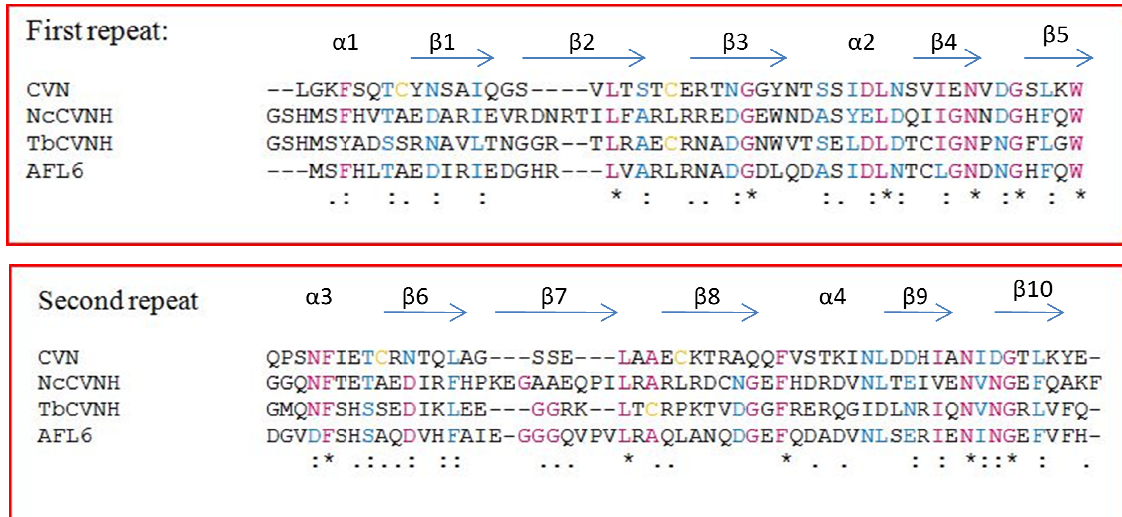 First repeat:
α1 β1 β2 β3 α2 β4 β5
CVN --LGKFSQTCYNSAIQGS----VLTSTCERTNGGYNTSSIDLNSVIENVDGSLKW
NcCVNH GSHMSFHVTAEDARIEVRDNRTILFARLRREDGEWNDASYELDQIIGNNDGHFQW
TbCVNH GSHMSYADSSRNAVLTNGGR--TLRAECRNADGNWVTSELDLDTCIGNPNGFLGW
AFL6 ---MSFHLTAEDIRIEDGHR---LVARLRNADGDLQDASIDLNTCLGNDNGHFQW
.: :. : : * : .. :* :. :*: : * :* : *
Second repeat
α3 β6 β7 β8 α4 β9 β10
CVN QPSNFIETCRNTQLAG---SSE---LAAECKTRAQQFVSTKINLDDHIANIDGTLKYE-
NcCVNH GGQNFTETAEDIRFHPKEGAAEQPILRARLRDCNGEFHDRDVNLTEIVENVNGEFQAKF
TbCVNH GMQNFSHSSEDIKLEE---GGRK--LTCRPKTVDGGFRERQGIDLNRIQNVNGRLVFQ-
AFL6 DGVDFSHSAQDVHFAIE-GGGQVPVLRAQLANQDGEFQDADVNLSERIENINGEFVFH-
:* .:..: :: ... * .. * . . : : *::* : .